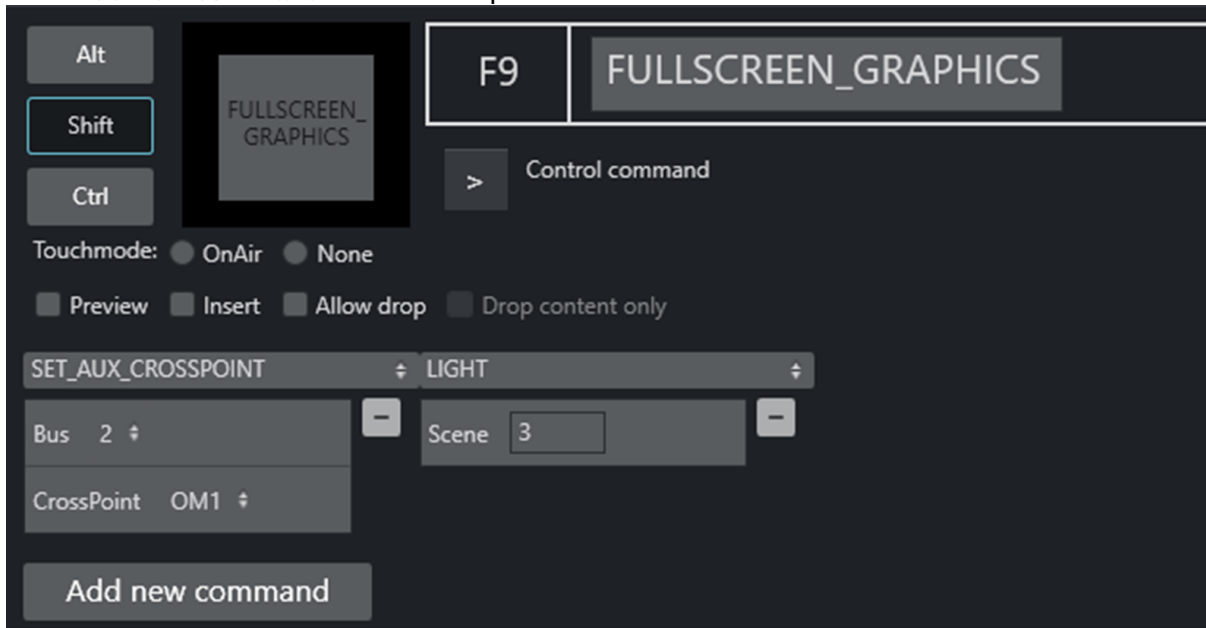 Alt
Shift
Ctrl
FULLSCREEN_
GRAPHICS
F9
FULLSCREEN_GRAPHICS
>
Control command
Touchmode: OnAir None
Preview Insert Allow drop Drop content only
SET_AUX_CROSSPOINT LIGHT
Bus 2
Scene 3
CrossPoint OM1
Add new command